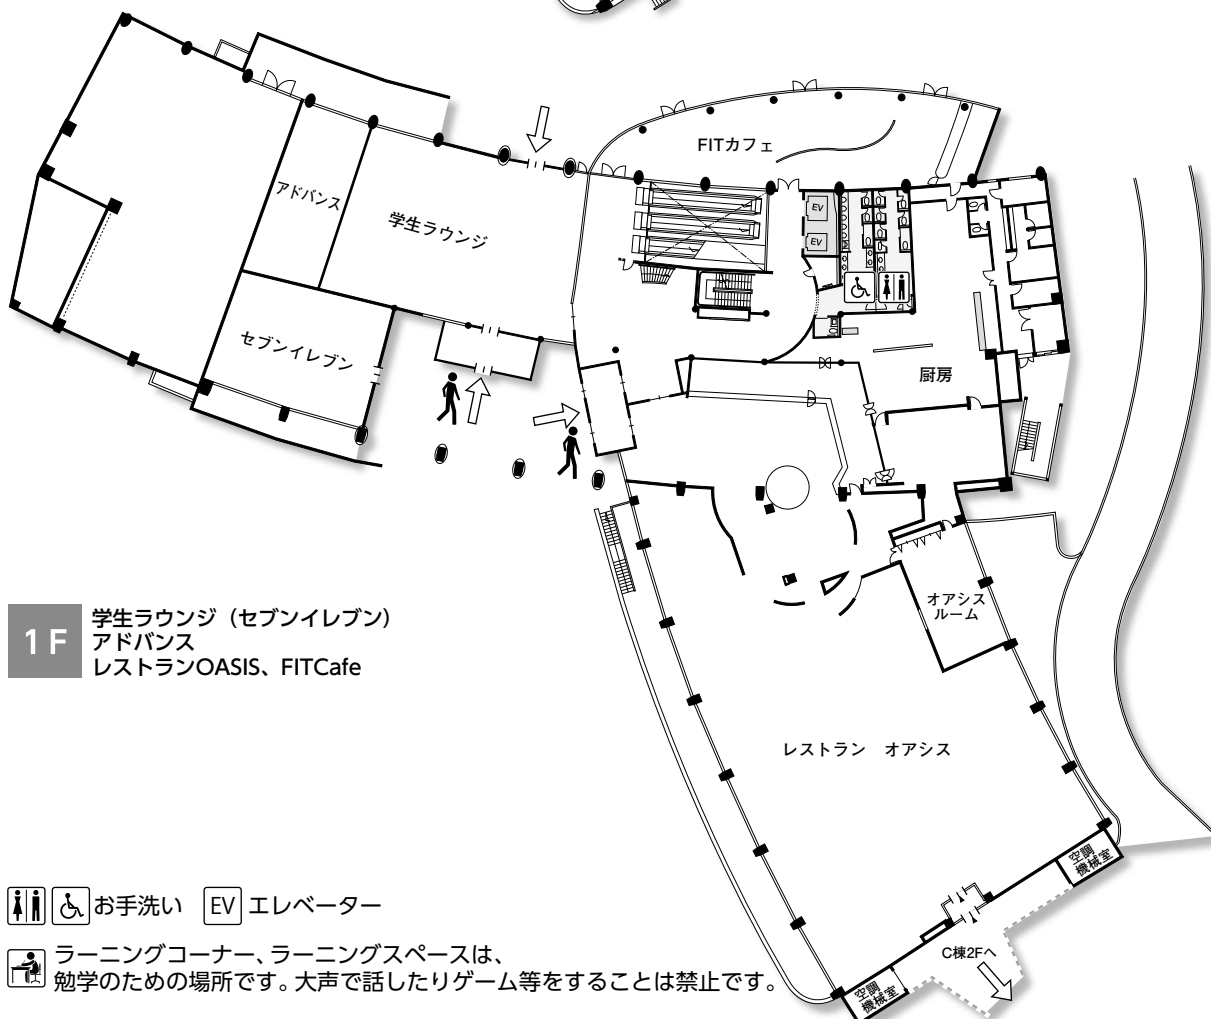 FITカフェ
アドバンス
学生ラウンジ
EV
EV
セブンイレブン
厨房
1F
学生ラウンジ（セブンイレブン）
アドバンス
レストランOASIS、FITCafe
オアシス
ルーム
レストラン　オアシス
空調
機械室
C棟2Fへ
空調
機械室
お手洗い EV エレベーター
ラーニングコーナー、ラーニングスペースは、
勉学のための場所です。大声で話したりゲーム等をすることは禁止です。